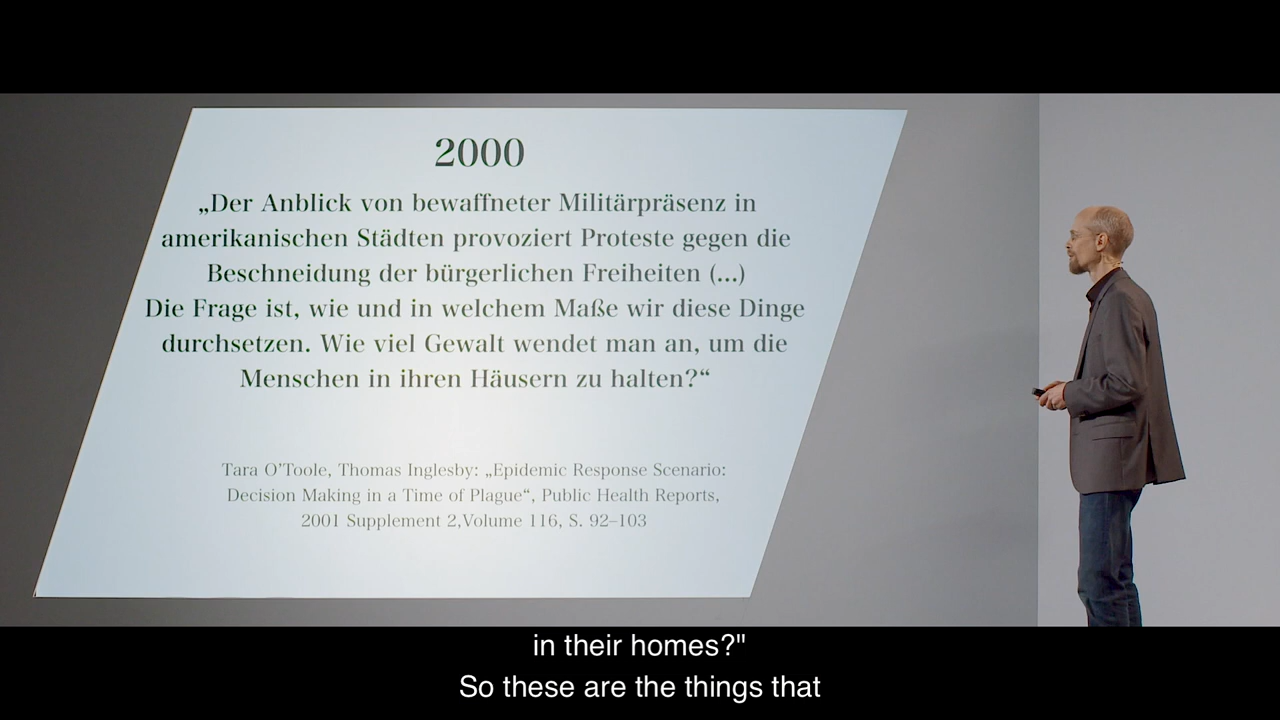 2000
„Der Anblick von bewaffneter Militärpräsenz in
amerikanischen Städten provoziert Proteste gegen die
Beschneidung der bürgerlichen Freiheiten (...)
Die Frage ist, wie und in welchem Maße wir diese Dinge
durchsetzen. Wie viel Gewalt wendet man an, um die
Menschen in ihren Häusern zu halten?“
Tara O’Toole, Thomas Inglesby: „Epidemic Response Scenario:
Decision Making in a Time of Plague“, Public Health Reports,
2001 Supplement 2,Volume 116, S. 92–103
in their homes?"
So these are the things that